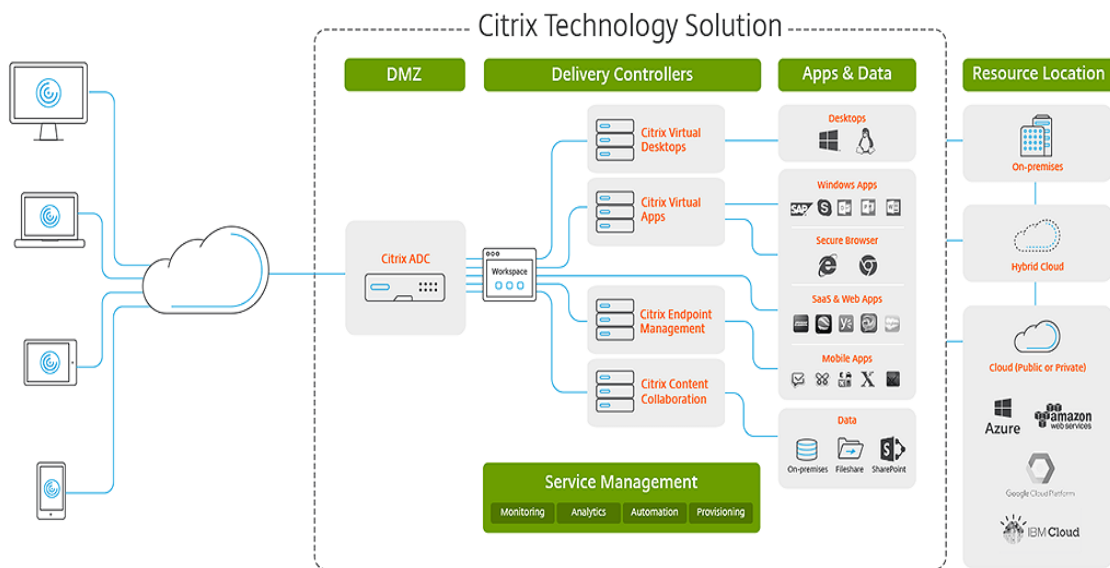 Citrix Technology Solution
DMZ
Delivery Controllers
Apps & Data
Resource Location
Citrix ADC
Workspace
Citrix Virtual
Desktops
Citrix Virtual
Apps
Citrix Endpoint
Management
Citrix Content
Collaboration
Desktops
Windows Apps
SAP
Secure Browser
SaaS & Web Apps
Mobile Apps
Data
On-premises
Fileshare
SharePoint
Service Management
Monitoring
Analytics
Automation
Provisioning
On-premises
Hybrid Cloud
Cloud (Public or Private)
Azure
amazon
webservices
Google Cloud Platform
IBM Cloud